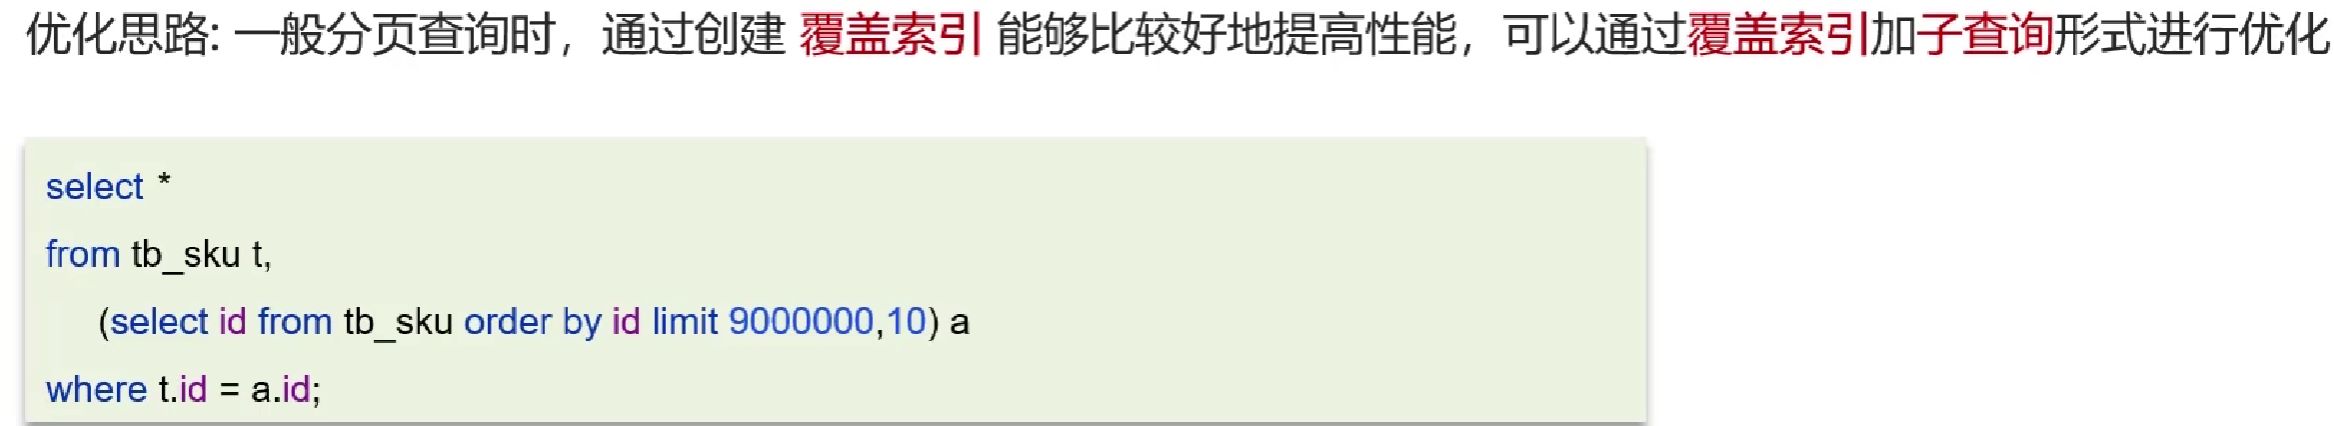 优化思路: 一般分页查询时，通过创建 覆盖索引 能够比较好地提高性能，可以通过覆盖索引加子查询形式进行优化
select *
from tb_sku t,
(select id from tb_sku order by id limit 9000000,10) a
where t.id = a.id;